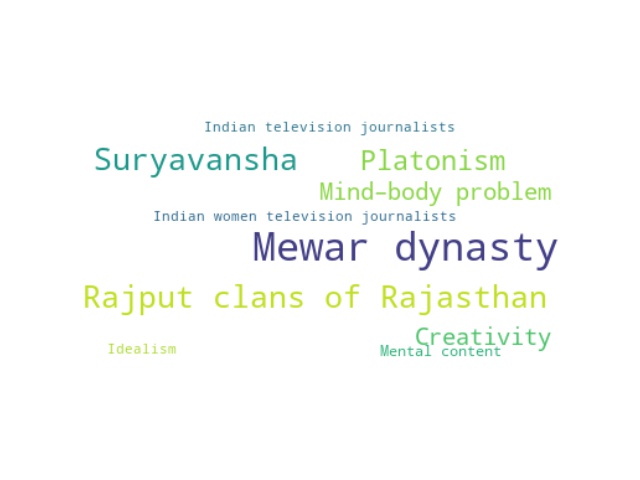 Indian television journalists
Suryavansha Platonism
Mind–body problem
Indian women television journalists
Mewar dynasty
Rajput clans of Rajasthan
Creativity
Idealism Mental content